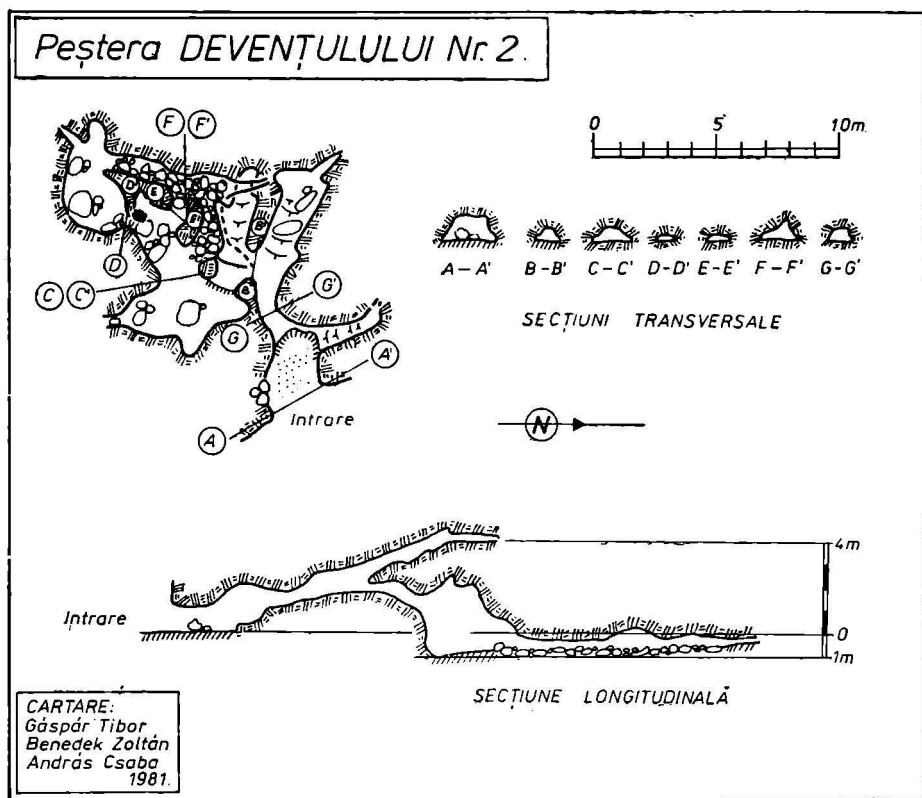 Peștera DEVENȚULULUI Nr. 2.
0 5 10m.
F F'
D E
B'
D
C C'
G'
G
A'
A
Intrare
A-A' B-B' C-C' D-D' E-E' F-F' G-G'
SECȚIUNI TRANSVERSALE
N
4m
Intrare
0
1m
SECȚIUNE LONGITUDINALĂ
CARTARE:
Gáspár Tibor
Benedek Zoltán
András Csaba
1981.